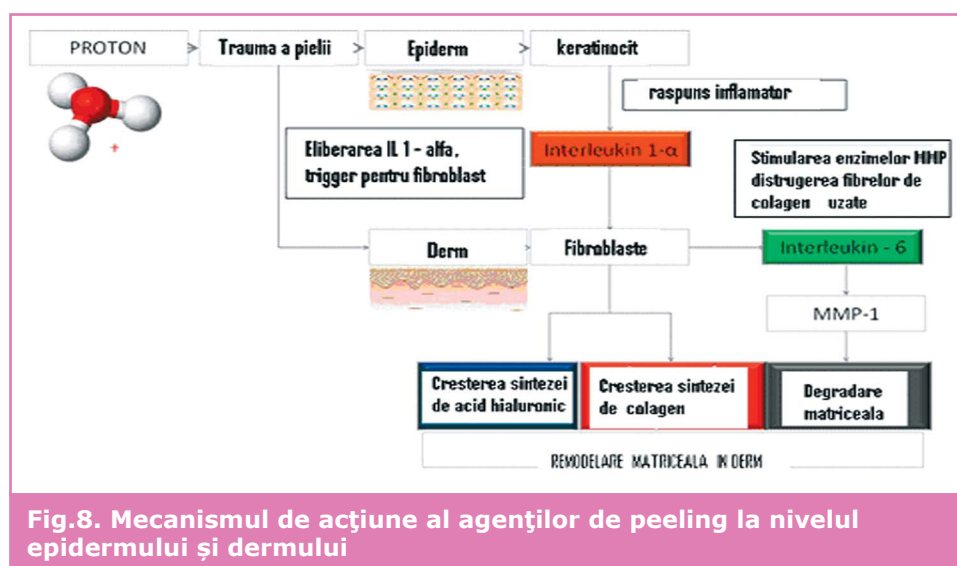 PROTON
Trauma a pielii
Epiderm
keratinocit
raspuns inflamator
Eliberarea IL 1 - alfa,
trigger pentru fibroblast
Interleukin 1-α
Stimularea enzimelor MMP
distrugerea fibrelor de
colagen uzate
+
Derm
Fibroblaste
Interleukin - 6
MMP-1
Cresterea sintezei
de acid hialuronic
Cresterea sintezei
de colagen
Degradare
matriceala
REMODELARE MATRICEALA IN DERM
Fig.8. Mecanismul de acţiune al agenţilor de peeling la nivelul
epidermului și dermului